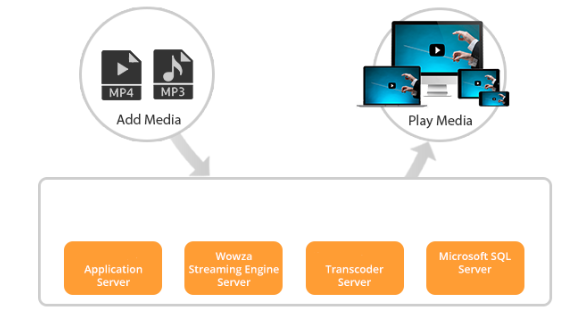 MP4
MP3
Add Media
Play Media
Application
Server
Wowza
Streaming Engine
Server
Transcoder
Server
Microsoft SQL
Server